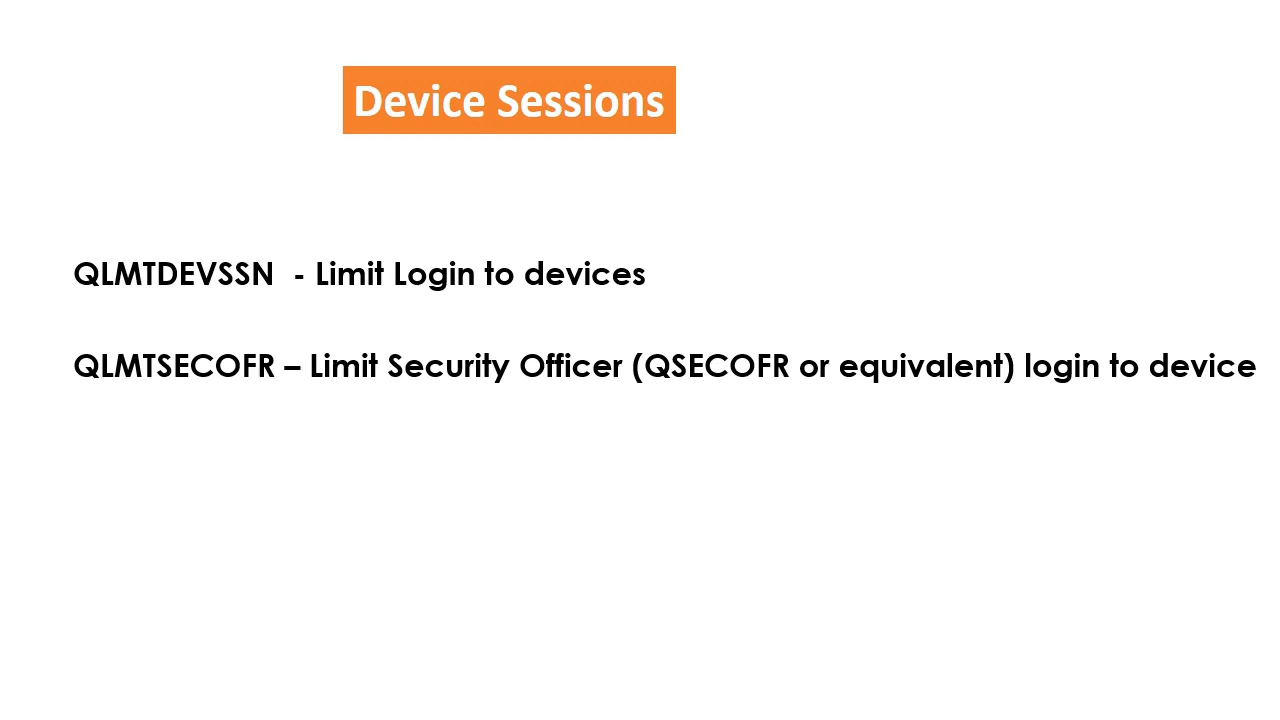 Device Sessions
QLMTDEVSSN  - Limit Login to devices
QLMTSECOFR – Limit Security Officer (QSECOFR or equivalent) login to device